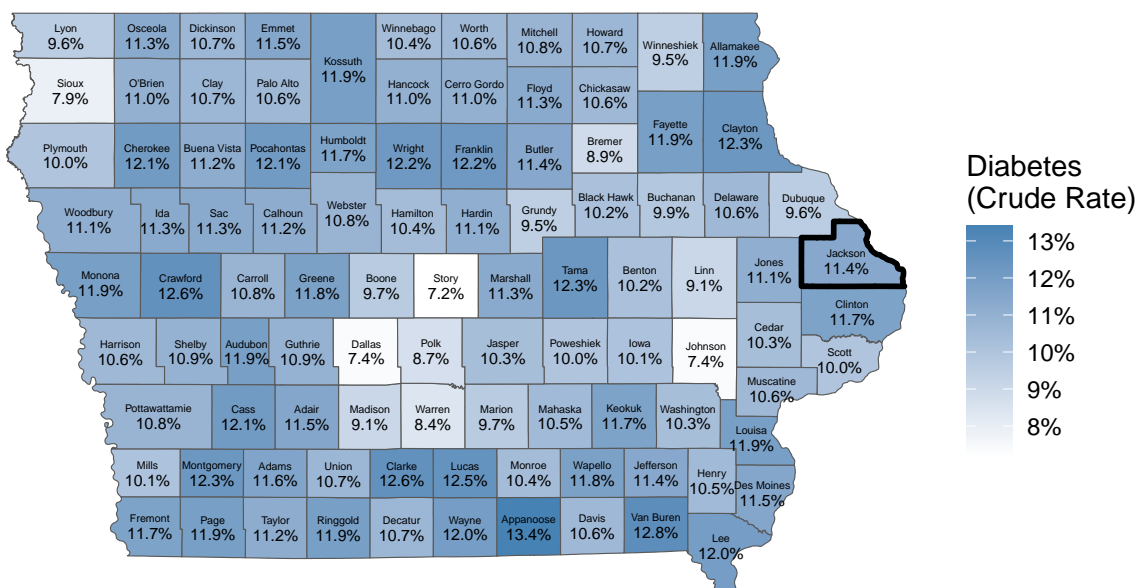 Lyon
9.6%
Osceola
11.3%
Dickinson
10.7%
Emmet
11.5%
Kossuth
11.9%
Winnebago
10.4%
Worth
10.6%
Mitchell
10.8%
Howard
10.7%
Winneshiek
9.5%
Allamakee
11.9%
Sioux
7.9%
O'Brien
11.0%
Clay
10.7%
Palo Alto
10.6%
Hancock
11.0%
Cerro Gordo
11.0%
Floyd
11.3%
Chickasaw
10.6%
Fayette
11.9%
Clayton
12.3%
Plymouth
10.0%
Cherokee
12.1%
Buena Vista
11.2%
Pocahontas
12.1%
Humboldt
11.7%
Wright
12.2%
Franklin
12.2%
Butler
11.4%
Bremer
8.9%
Woodbury
11.1%
Ida
11.3%
Sac
11.3%
Calhoun
11.2%
Webster
10.8%
Hamilton
10.4%
Hardin
11.1%
Grundy
9.5%
Black Hawk
10.2%
Buchanan
9.9%
Delaware
10.6%
Dubuque
9.6%
Monona
11.9%
Crawford
12.6%
Carroll
10.8%
Greene
11.8%
Boone
9.7%
Story
7.2%
Marshall
11.3%
Tama
12.3%
Benton
10.2%
Linn
9.1%
Jones
11.1%
Jackson
11.4%
Clinton
11.7%
Harrison
10.6%
Shelby
10.9%
Audubon
11.9%
Guthrie
10.9%
Dallas
7.4%
Polk
8.7%
Jasper
10.3%
Poweshiek
10.0%
Iowa
10.1%
Johnson
7.4%
Cedar
10.3%
Scott
10.0%
Muscatine
10.6%
Pottawattamie
10.8%
Cass
12.1%
Adair
11.5%
Madison
9.1%
Warren
8.4%
Marion
9.7%
Mahaska
10.5%
Keokuk
11.7%
Washington
10.3%
Louisa
11.9%
Mills
10.1%
Montgomery
12.3%
Adams
11.6%
Union
10.7%
Clarke
12.6%
Lucas
12.5%
Monroe
10.4%
Wapello
11.8%
Jefferson
11.4%
Henry
10.5%
Des Moines
11.5%
Fremont
11.7%
Page
11.9%
Taylor
11.2%
Ringgold
11.9%
Decatur
10.7%
Wayne
12.0%
Appanoose
13.4%
Davis
10.6%
Van Buren
12.8%
Lee
12.0%
Diabetes
(Crude Rate)
13%
12%
11%
10%
9%
8%